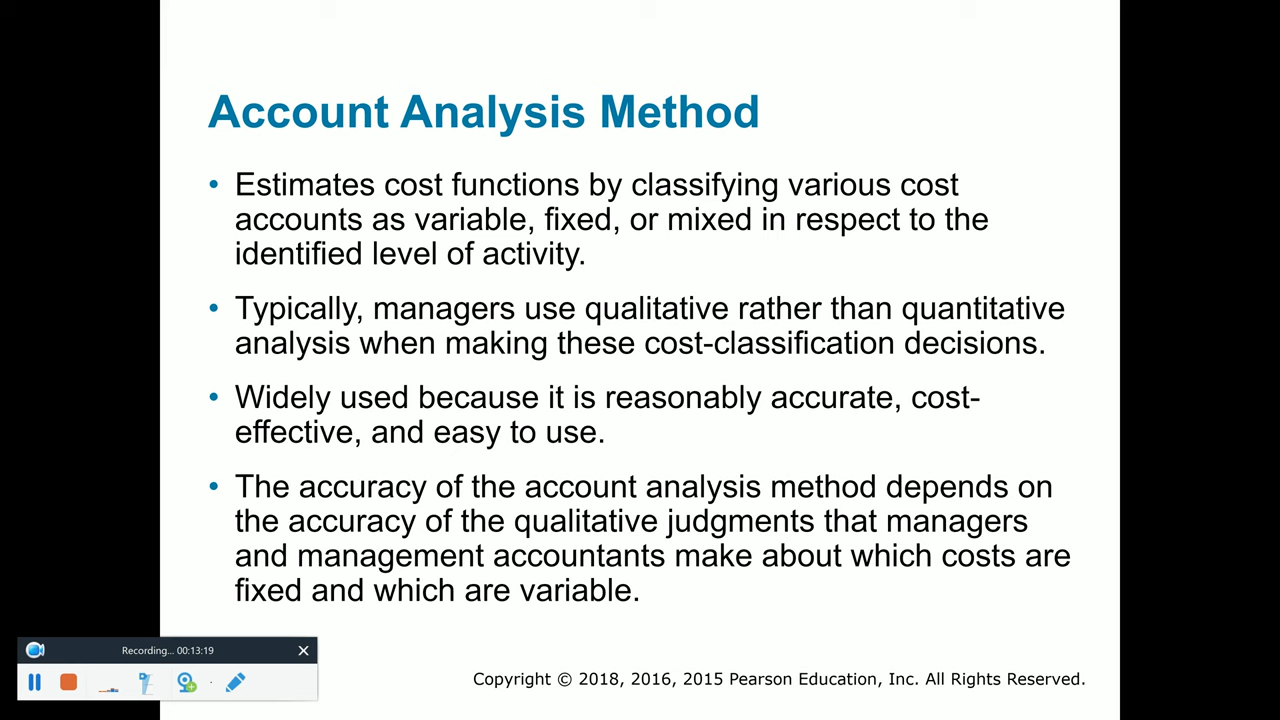 Account Analysis Method
• Estimates cost functions by classifying various cost
accounts as variable, fixed, or mixed in respect to the
identified level of activity.
• Typically, managers use qualitative rather than quantitative
analysis when making these cost-classification decisions.
• Widely used because it is reasonably accurate, cost-
effective, and easy to use.
• The accuracy of the account analysis method depends on
the accuracy of the qualitative judgments that managers
and management accountants make about which costs are
fixed and which are variable.
Recording... 00:13:19
Copyright © 2018, 2016, 2015 Pearson Education, Inc. All Rights Reserved.